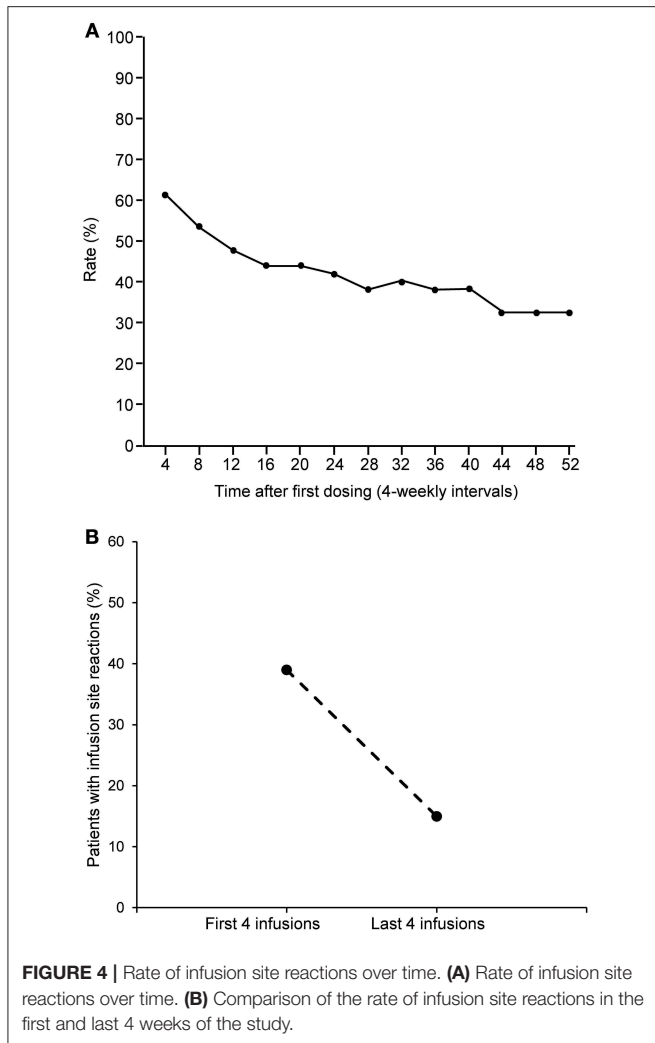 A
100
90
80
70
60
50
40
30
20
10
0
Rate (%)
4 8 12 16 20 24 28 32 36 40 44 48 52
Time after first dosing (4-weekly intervals)
B
60
50
40
30
20
10
0
Patients with infusion site reactions (%)
First 4 infusions Last 4 infusions
FIGURE 4 | Rate of infusion site reactions over time. (A) Rate of infusion site
reactions over time. (B) Comparison of the rate of infusion site reactions in the
first and last 4 weeks of the study.